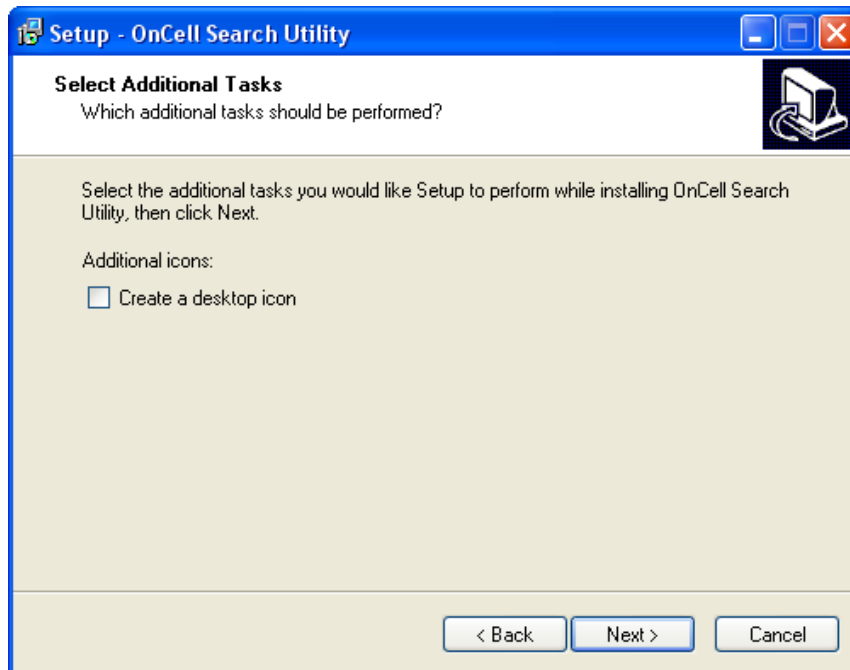 Setup - OnCell Search Utility
Select Additional Tasks
Which additional tasks should be performed?
Select the additional tasks you would like Setup to perform while installing OnCell Search
Utility, then click Next.
Additional icons:
Create a desktop icon
< Back
Next >
Cancel